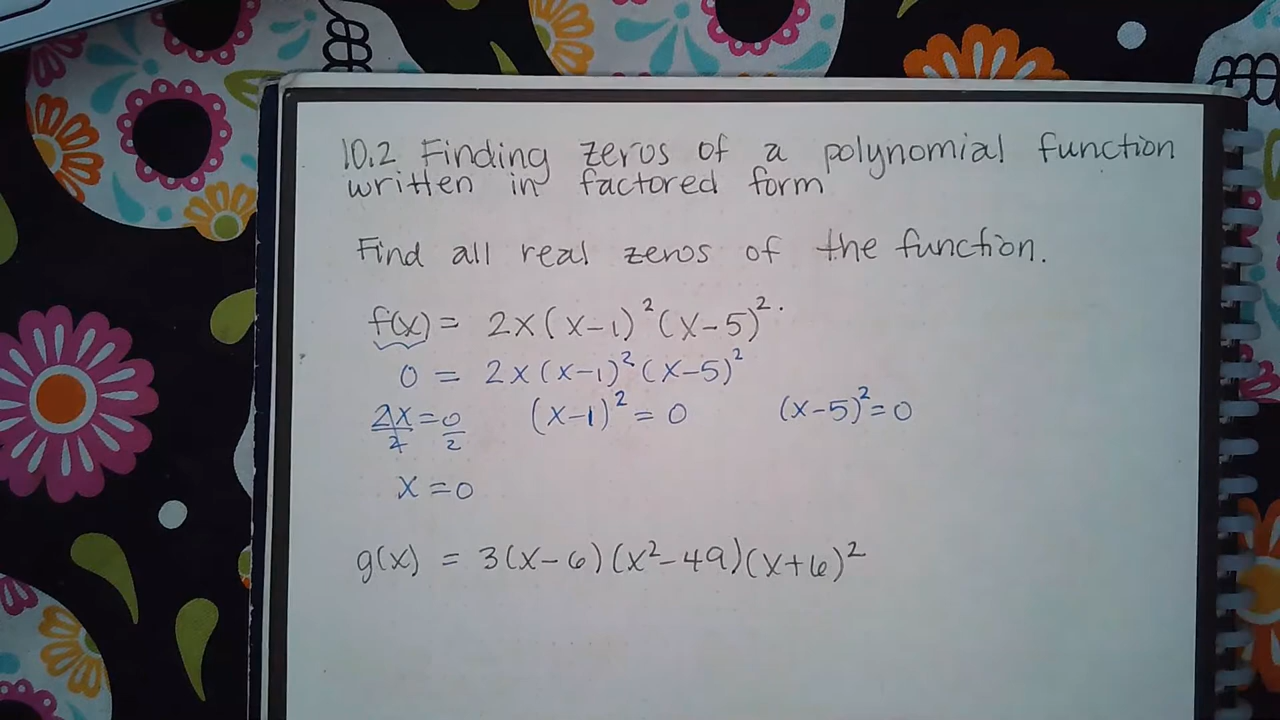 10.2 Finding zeros of a polynomial function
written in factored form
Find all real zeros of the function.
f(x) = 2x(x-1)²(x-5)².
0 = 2x(x-1)²(x-5)²
2x/2 = 0/2 (x-1)² = 0 (x-5)² = 0
x = 0
g(x) = 3(x-6)(x²-49)(x+6)²